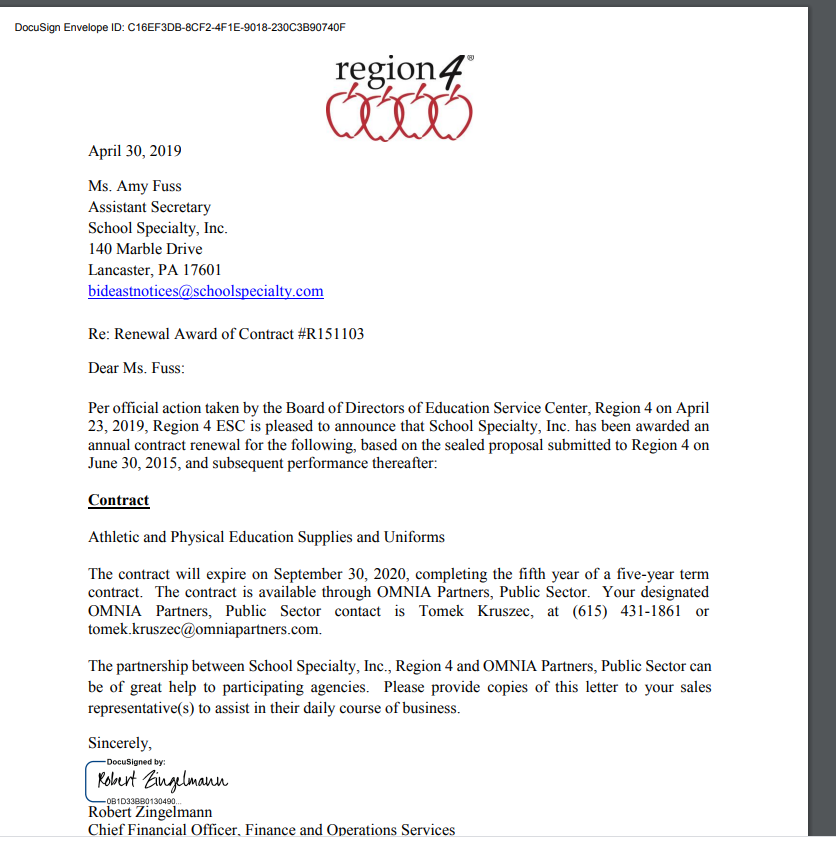 DocuSign Envelope ID: C16EF3DB-8CF2-4F1E-9018-230C3B90740F
region 4®
April 30, 2019
Ms. Amy Fuss
Assistant Secretary
School Specialty, Inc.
140 Marble Drive
Lancaster, PA 17601
bideastnotices@schoolspecialty.com
Re: Renewal Award of Contract #R151103
Dear Ms. Fuss:
Per official action taken by the Board of Directors of Education Service Center, Region 4 on April
23, 2019, Region 4 ESC is pleased to announce that School Specialty, Inc. has been awarded an
annual contract renewal for the following, based on the sealed proposal submitted to Region 4 on
June 30, 2015, and subsequent performance thereafter:
Contract
Athletic and Physical Education Supplies and Uniforms
The contract will expire on September 30, 2020, completing the fifth year of a five-year term
contract. The contract is available through OMNIA Partners, Public Sector. Your designated
OMNIA Partners, Public Sector contact is Tomek Kruszec, at (615) 431-1861 or
tomek.kruszec@omniapartners.com.
The partnership between School Specialty, Inc., Region 4 and OMNIA Partners, Public Sector can
be of great help to participating agencies. Please provide copies of this letter to your sales
representative(s) to assist in their daily course of business.
Sincerely,
DocuSigned by:
Robert Zingelmann
0B1D33BB0130490...
Robert Zingelmann
Chief Financial Officer, Finance and Operations Services